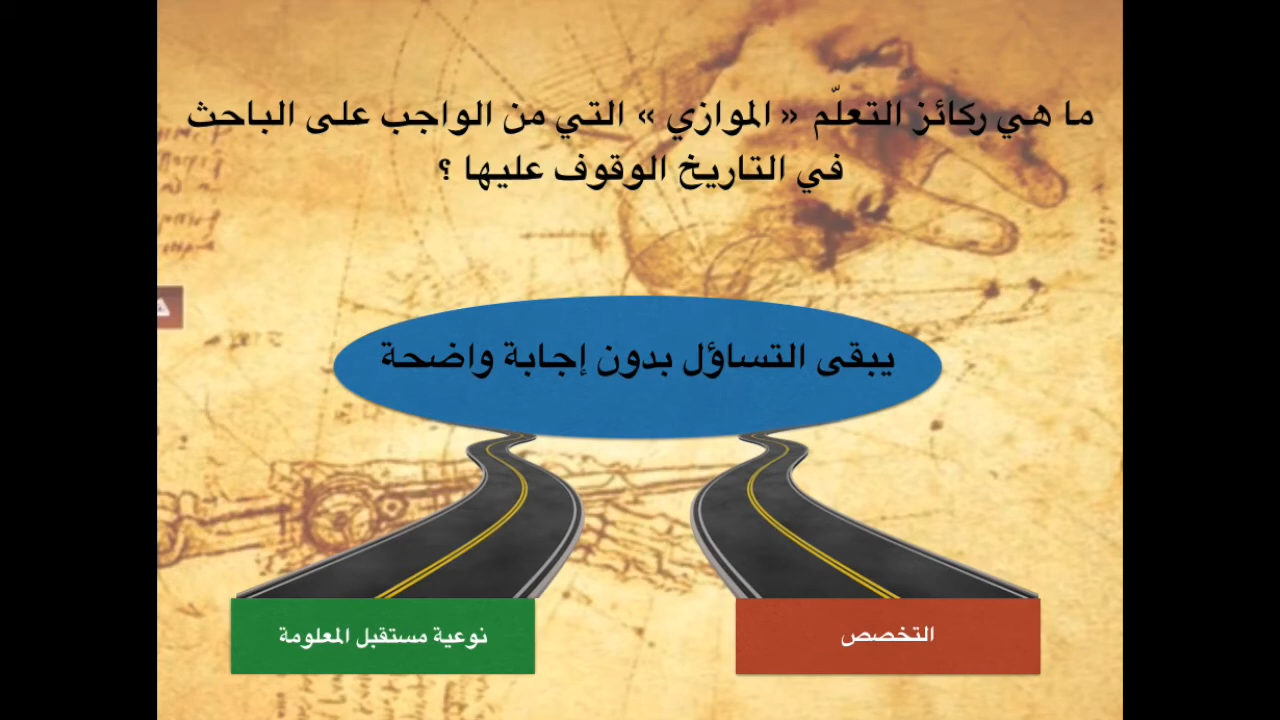 ما هي ركائز التعلّم « الموازي » التي من الواجب على الباحث
في التاريخ الوقوف عليها ؟
يبقى التساؤل بدون إجابة واضحة
التخصص
نوعية مستقبل المعلومة